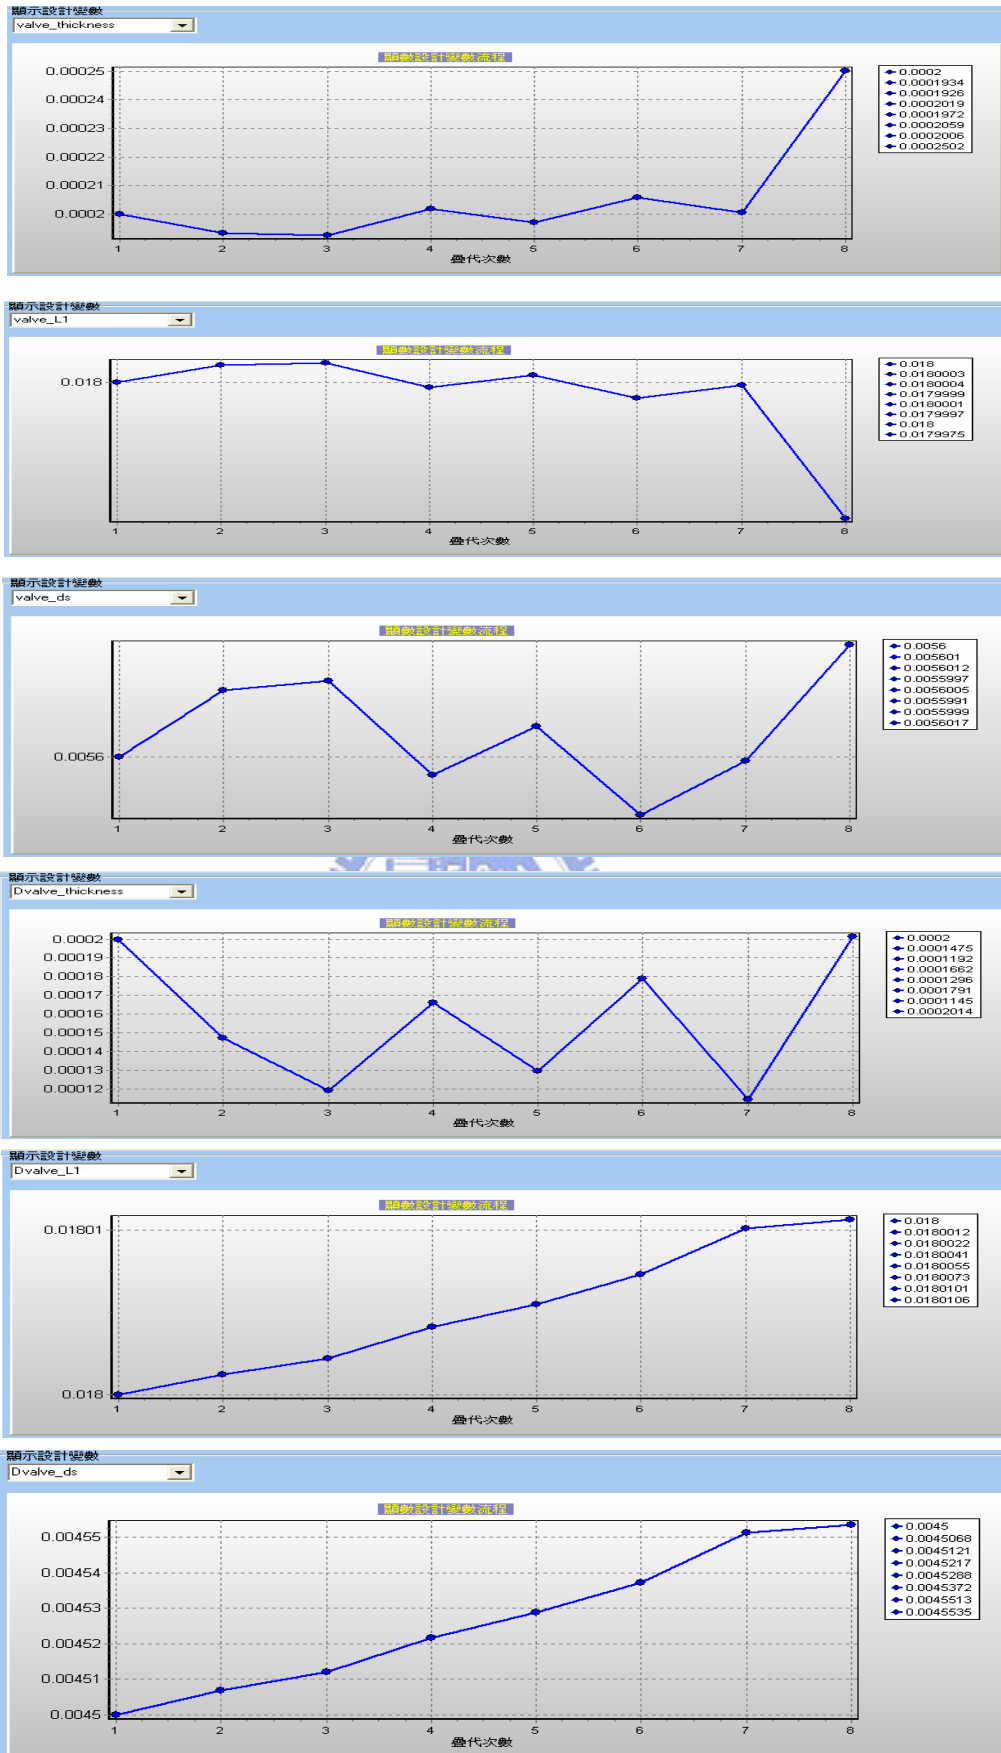 顯示設計變數
valve_thickness
顯數設計變數流程
0.00025
0.00024
0.00023
0.00022
0.00021
0.0002
1 2 3 4 5 6 7 8
疊代次數
0.0002
0.0001934
0.0001926
0.0002019
0.0001972
0.0002059
0.0002006
0.0002502
顯示設計變數
valve_L1
顯數設計變數流程
0.018
1 2 3 4 5 6 7 8
疊代次數
0.018
0.0180003
0.0180004
0.0179999
0.0180001
0.0179997
0.018
0.0179975
顯示設計變數
valve_ds
顯數設計變數流程
0.0056
1 2 3 4 5 6 7 8
疊代次數
0.0056
0.005601
0.0056012
0.0055997
0.0056005
0.0055991
0.0055999
0.0056017
顯示設計變數
Dvalve_thickness
顯數設計變數流程
0.0002
0.00019
0.00018
0.00017
0.00016
0.00015
0.00014
0.00013
0.00012
1 2 3 4 5 6 7 8
疊代次數
0.0002
0.0001475
0.0001192
0.0001662
0.0001296
0.0001791
0.0001145
0.0002014
顯示設計變數
Dvalve_L1
顯數設計變數流程
0.01801
0.018
1 2 3 4 5 6 7 8
疊代次數
0.018
0.0180012
0.0180022
0.0180041
0.0180055
0.0180073
0.0180101
0.0180106
顯示設計變數
Dvalve_ds
顯數設計變數流程
0.00455
0.00454
0.00453
0.00452
0.00451
0.0045
1 2 3 4 5 6 7 8
疊代次數
0.0045
0.0045068
0.0045121
0.0045217
0.0045288
0.0045372
0.0045513
0.0045535